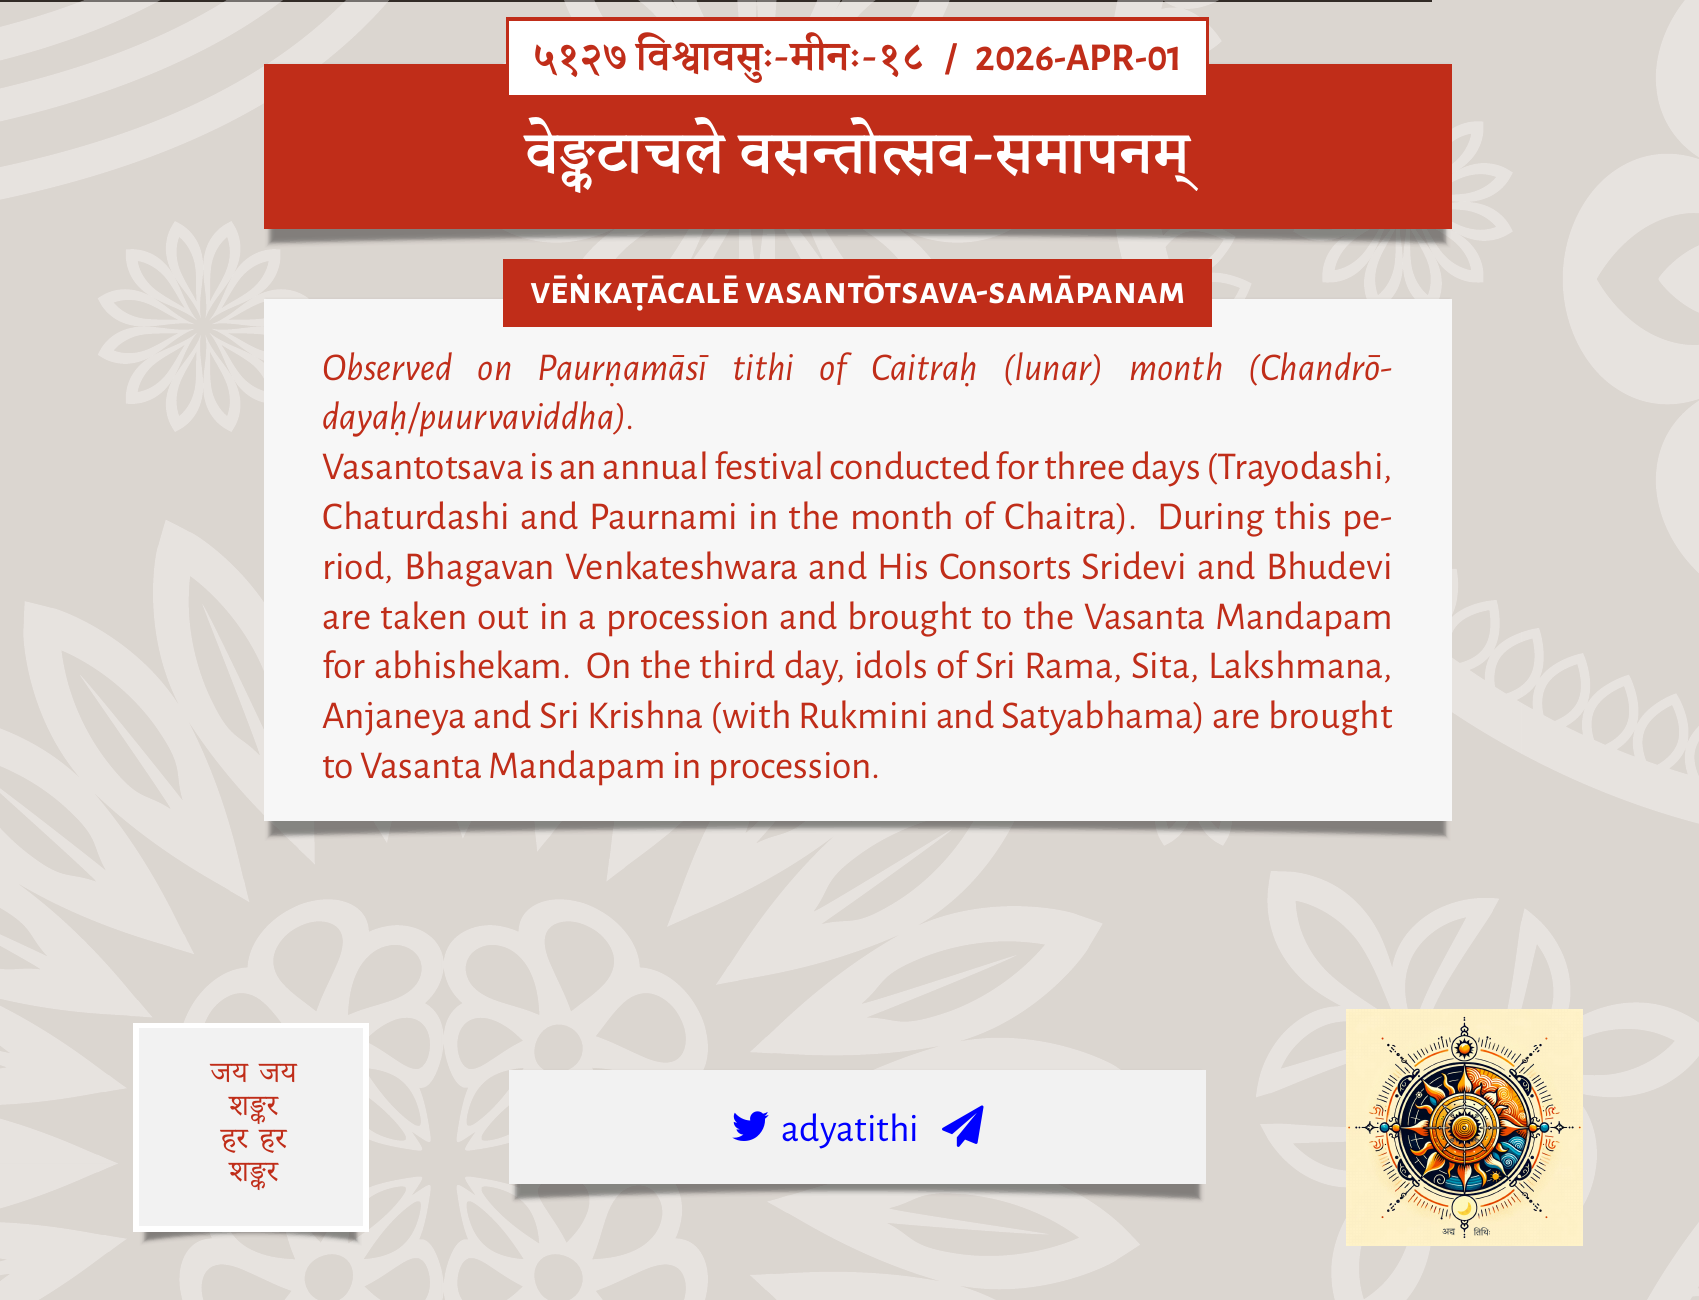 ५१२७ विश्वावसुः-मीनः-१८ / 2026-APR-01
वेङ्कटाचले वसन्तोत्सव-समापनम्
VĒṄKAṬĀCALĒ VASANTŌTSAVA-SAMĀPANAM
Observed on Paurṇamāsī tithi of Caitraḥ (lunar) month (Chandrō-
dayaḥ/puurvaviddha).
Vasantotsava is an annual festival conducted for three days (Trayodashi,
Chaturdashi and Paurnami in the month of Chaitra). During this pe-
riod, Bhagavan Venkateshwara and His Consorts Sridevi and Bhudevi
are taken out in a procession and brought to the Vasanta Mandapam
for abhishekam. On the third day, idols of Sri Rama, Sita, Lakshmana,
Anjaneya and Sri Krishna (with Rukmini and Satyabhama) are brought
to Vasanta Mandapam in procession.
जय जय
शङ्कर
हर हर
शङ्कर
adyatithi
अद्य तिथिः